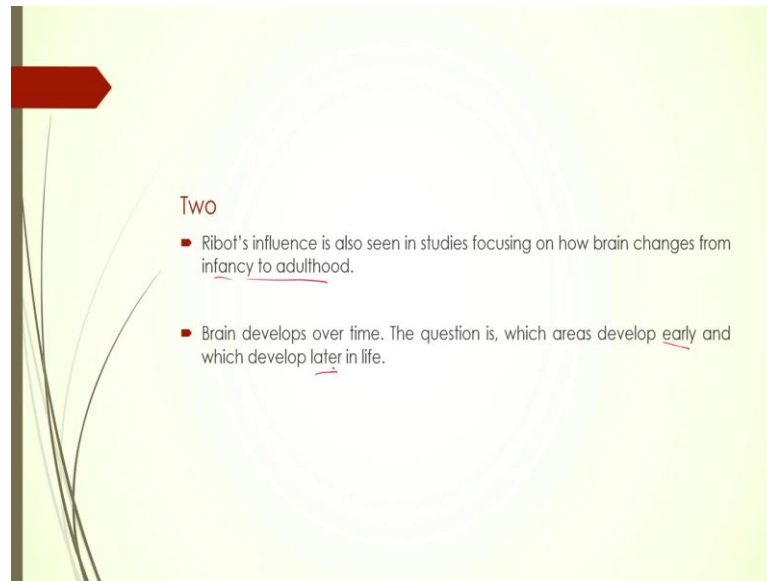 Two
Ribot's influence is also seen in studies focusing on how brain changes from
infancy to adulthood.
Brain develops over time. The question is, which areas develop early and
which develop later in life.